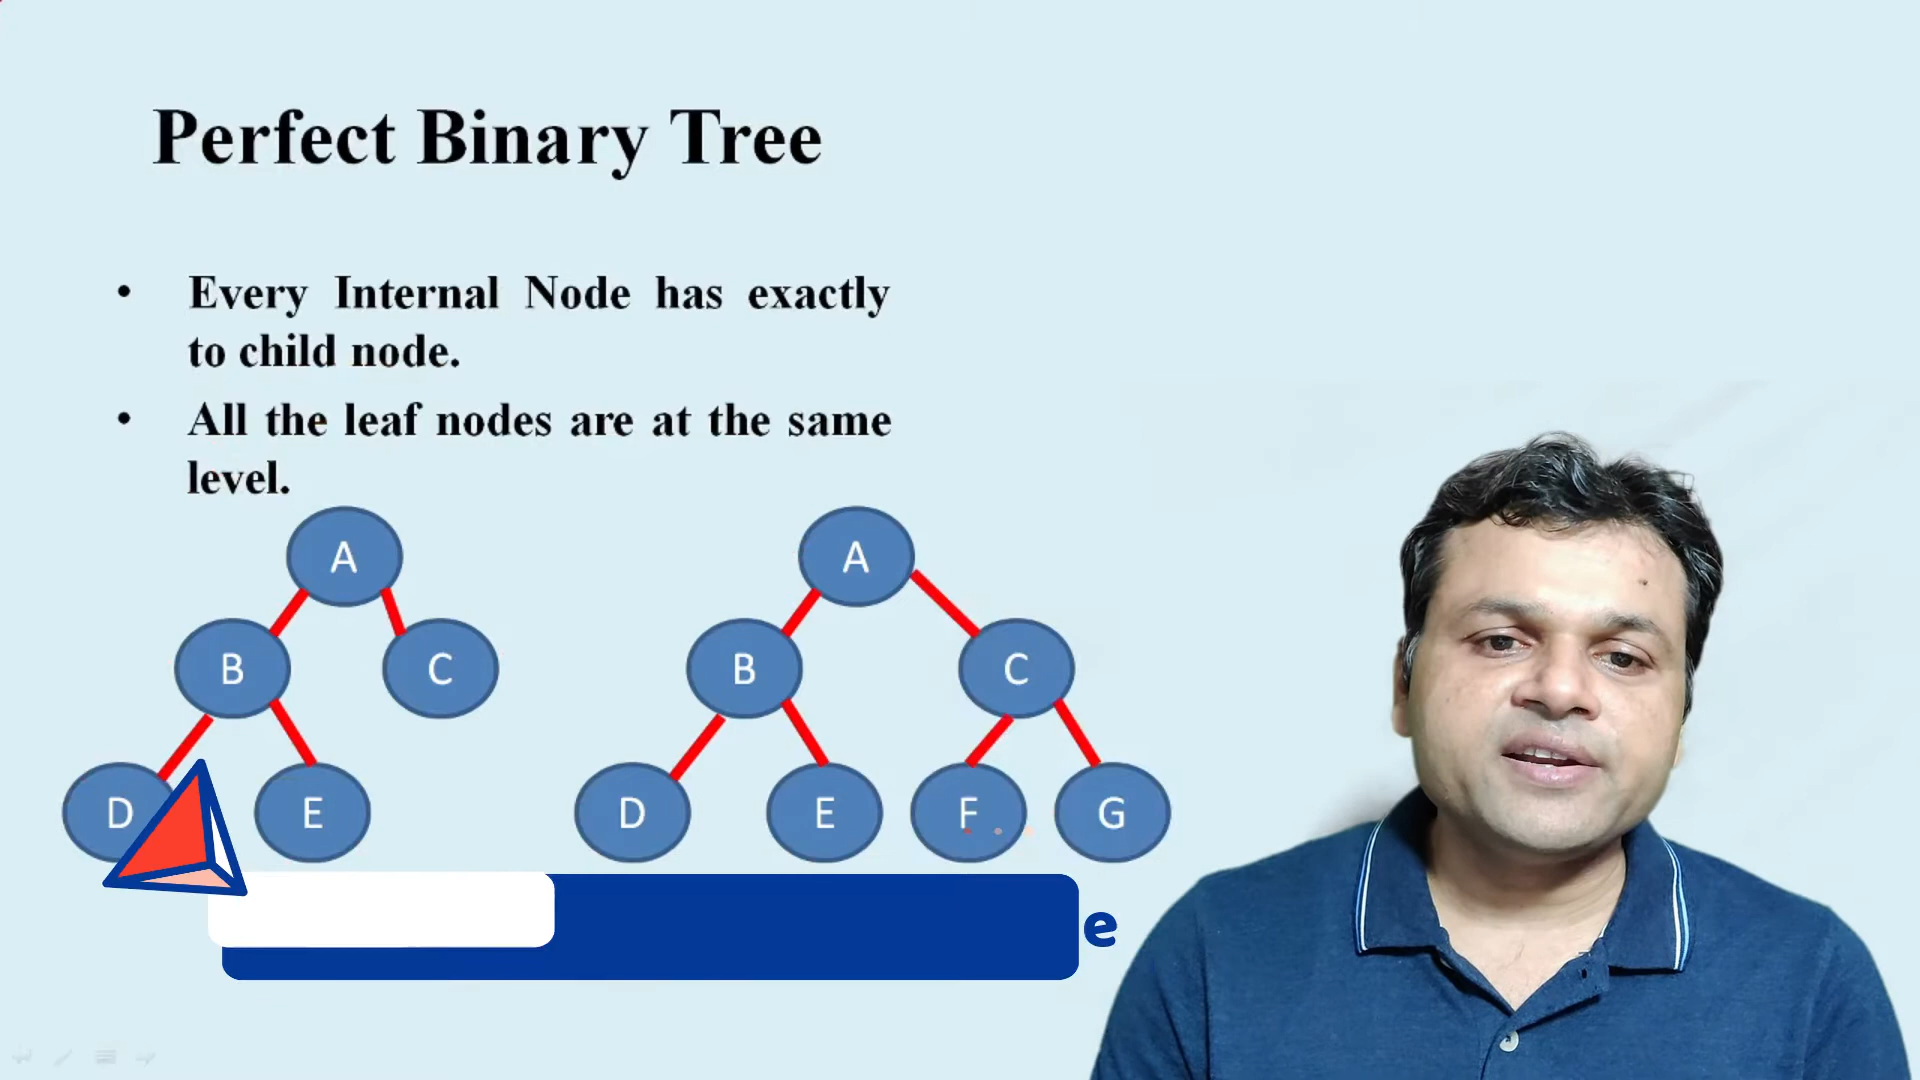 Perfect Binary Tree
• Every Internal Node has exactly
to child node.
• All the leaf nodes are at the same
level.
A A
B C B C
D E D E F G
e